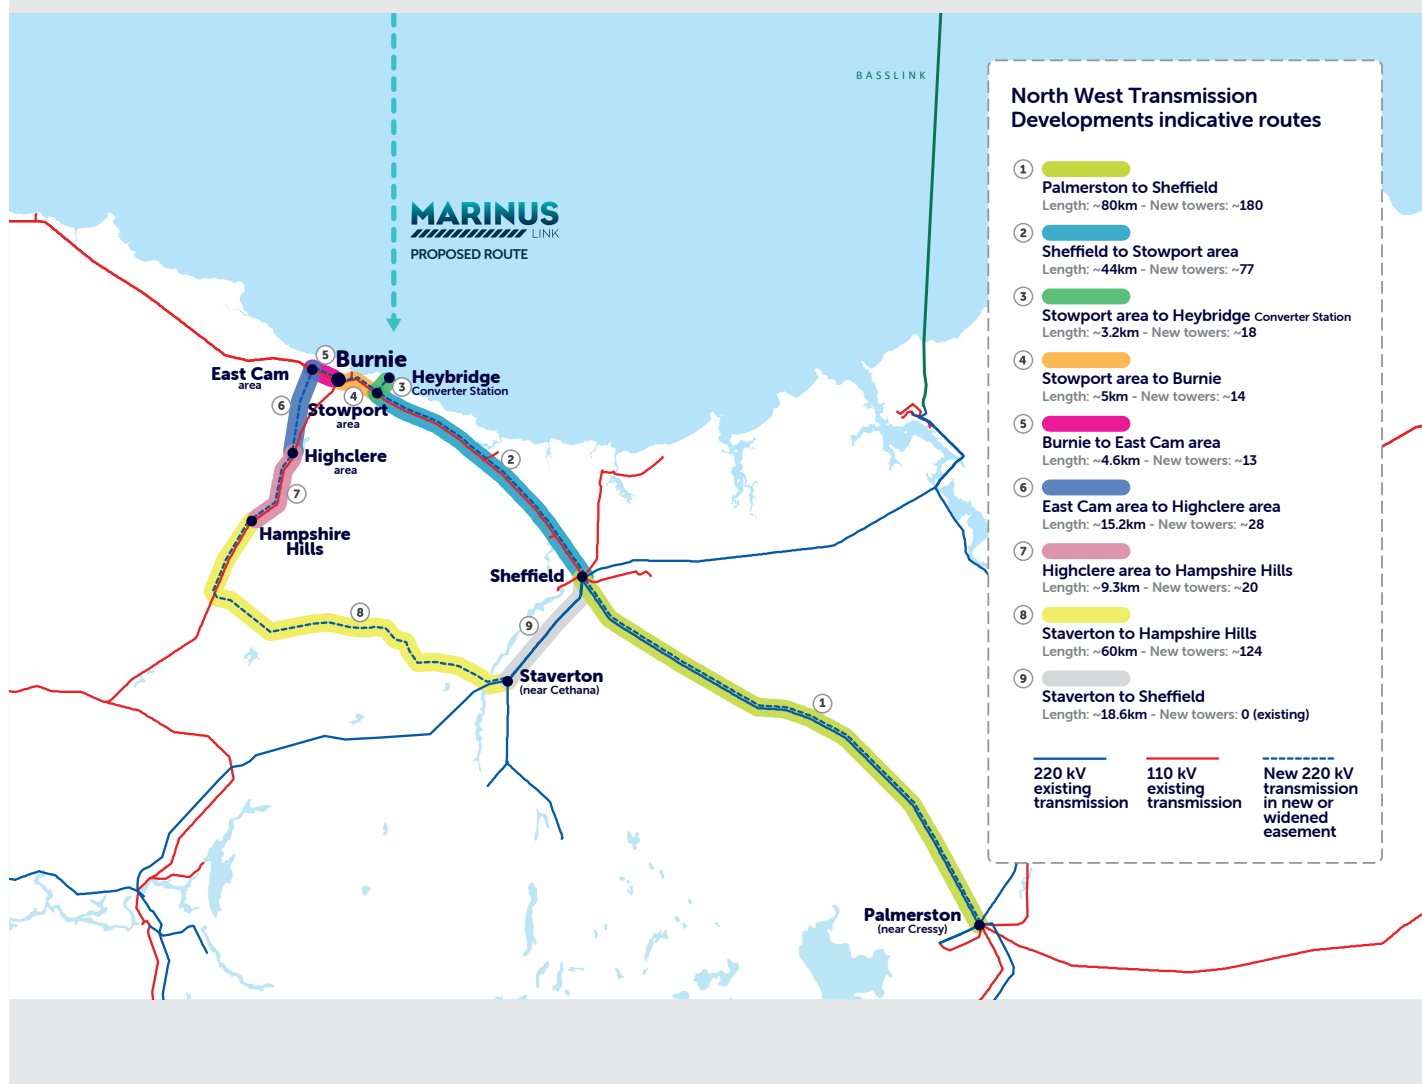 BASSLINK
MARINUS
LINK
PROPOSED ROUTE
5
Burnie
East Cam
area
Heybridge
Converter Station
3
4
6
Stowport
area
Highclere
area
2
7
Hampshire
Hills
Sheffield
8
9
Staverton
(near Cethana)
1
Palmerston
(near Cressy)
North West Transmission
Developments indicative routes
1
Palmerston to Sheffield
Length: ~80km - New towers: ~180
2
Sheffield to Stowport area
Length: ~44km - New towers: ~77
3
Stowport area to Heybridge Converter Station
Length: ~3.2km - New towers: ~18
4
Stowport area to Burnie
Length: ~5km - New towers: ~14
5
Burnie to East Cam area
Length: ~4.6km - New towers: ~13
6
East Cam area to Highclere area
Length: ~15.2km - New towers: ~28
7
Highclere area to Hampshire Hills
Length: ~9.3km - New towers: ~20
8
Staverton to Hampshire Hills
Length: ~60km - New towers: ~124
9
Staverton to Sheffield
Length: ~18.6km - New towers: 0 (existing)
220 kV
existing
transmission
110 kV
existing
transmission
New 220 kV
transmission
in new or
widened
easement